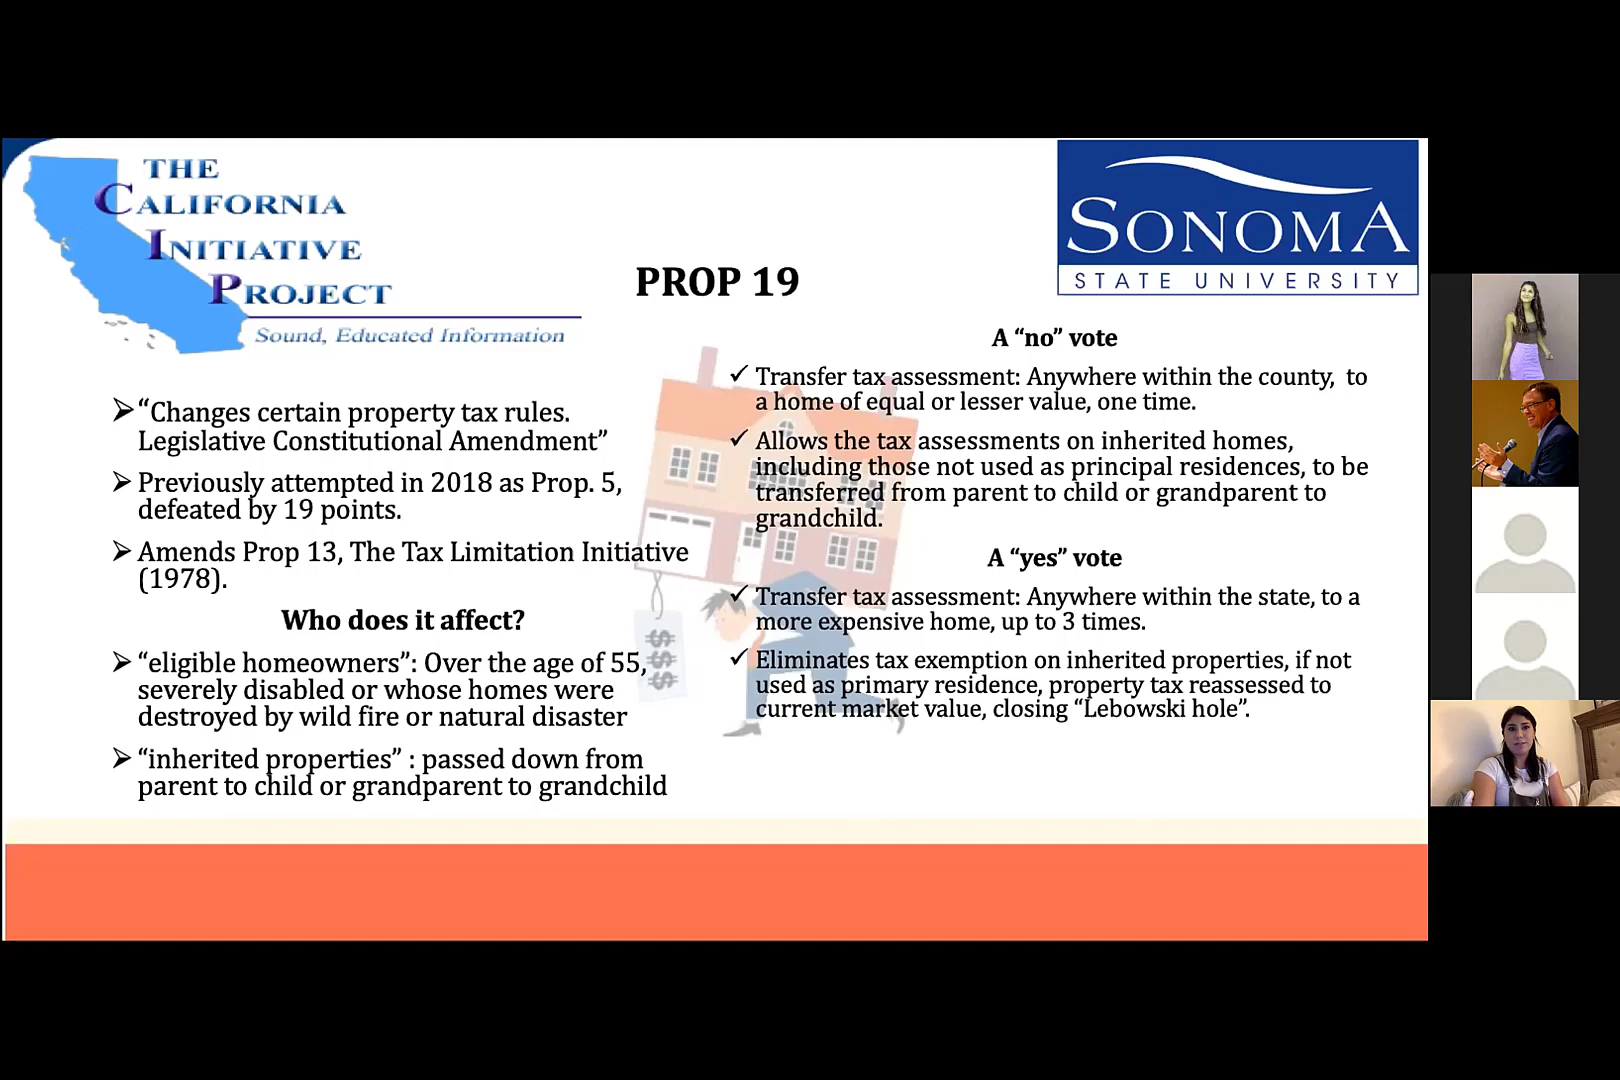 THE
CALIFORNIA
INITIATIVE
PROJECT
Sound, Educated Information
SONOMA
STATE UNIVERSITY
PROP 19
➢“Changes certain property tax rules.
Legislative Constitutional Amendment”
➢Previously attempted in 2018 as Prop. 5,
defeated by 19 points.
➢Amends Prop 13, The Tax Limitation Initiative
(1978).
Who does it affect?
➢“eligible homeowners”: Over the age of 55,
severely disabled or whose homes were
destroyed by wild fire or natural disaster
➢“inherited properties” : passed down from
parent to child or grandparent to grandchild
A “no” vote
✓Transfer tax assessment: Anywhere within the county, to
a home of equal or lesser value, one time.
✓Allows the tax assessments on inherited homes,
including those not used as principal residences, to be
transferred from parent to child or grandparent to
grandchild.
A “yes” vote
✓Transfer tax assessment: Anywhere within the state, to a
more expensive home, up to 3 times.
✓Eliminates tax exemption on inherited properties, if not
used as primary residence, property tax reassessed to
current market value, closing “Lebowski hole”.
$$$